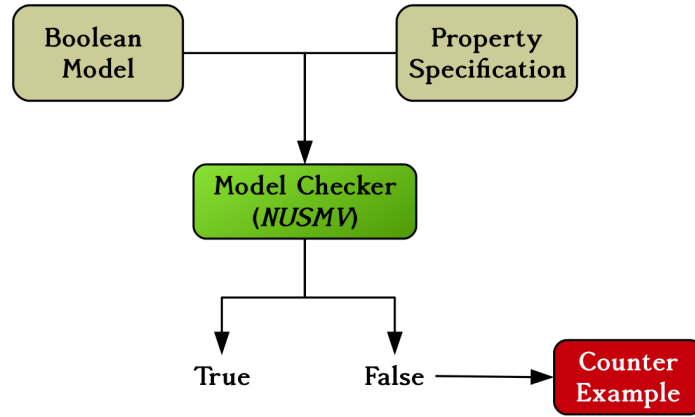 Boolean
Model
Property
Specification
Model Checker
(NUSMV)
True
False
Counter
Example